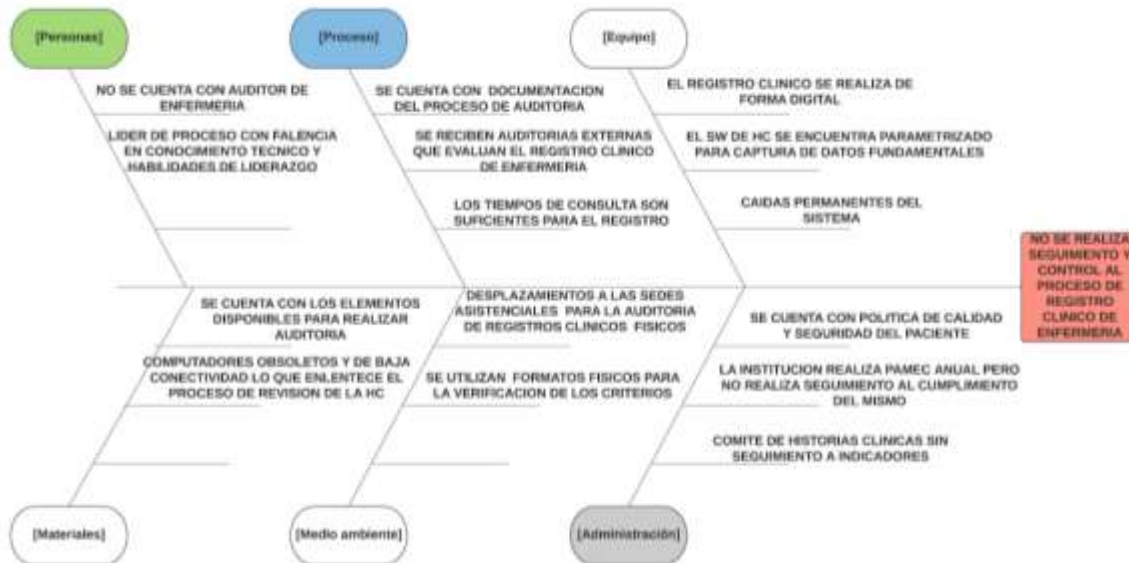 [Personas]
[Proceso]
[Equipo]
NO SE CUENTA CON AUDITOR DE
ENFERMERIA
LIDER DE PROCESO CON FALENCIA
EN CONOCIMIENTO TECNICO Y
HABILIDADES DE LIDERAZGO
SE CUENTA CON DOCUMENTACION
DEL PROCESO DE AUDITORIA
SE RECIBEN AUDITORIAS EXTERNAS
QUE EVALUAN EL REGISTRO CLINICO
DE ENFERMERIA
LOS TIEMPOS DE CONSULTA SON
SUFICIENTES PARA EL REGISTRO
EL REGISTRO CLINICO SE REALIZA DE
FORMA DIGITAL
EL SW DE HC SE ENCUENTRA PARAMETRIZADO
PARA CAPTURA DE DATOS FUNDAMENTALES
CAIDAS PERMANENTES DEL
SISTEMA
NO SE REALIZA
SEGUIMIENTO Y
CONTROL AL
PROCESO DE
REGISTRO
CLINICO DE
ENFERMERIA
SE CUENTA CON LOS ELEMENTOS
DISPONIBLES PARA REALIZAR
AUDITORIA
COMPUTADORES OBSOLETOS Y DE BAJA
CONECTIVIDAD LO QUE ENLENTECE EL
PROCESO DE REVISION DE LA HC
DESPLAZAMIENTOS A LAS SEDES
ASISTENCIALES PARA LA AUDITORIA
DE REGISTROS CLINICOS FISICOS
SE UTILIZAN FORMATOS FISICOS PARA
LA VERIFICACION DE LOS CRITERIOS
SE CUENTA CON POLITICA DE CALIDAD
Y SEGURIDAD DEL PACIENTE
LA INSTITUCION REALIZA PAMEC ANUAL PERO
NO REALIZA SEGUIMIENTO AL CUMPLIMIENTO
DEL MISMO
COMITE DE HISTORIAS CLINICAS SIN
SEGUIMIENTO A INDICADORES
[Materiales]
[Medio ambiente]
[Administración]